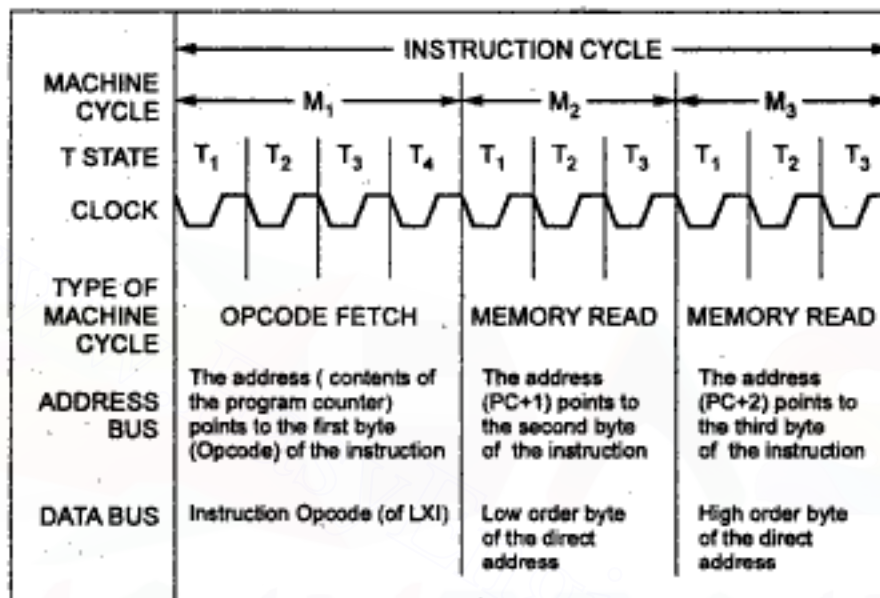 INSTRUCTION CYCLE
MACHINE CYCLE
M1
M2
M3
T STATE
T1 T2 T3 T4 T1 T2 T3 T1 T2 T3
CLOCK
TYPE OF MACHINE CYCLE
OPCODE FETCH
MEMORY READ
MEMORY READ
ADDRESS BUS
The address ( contents of
the program counter)
points to the first byte
(Opcode) of the instruction
The address
(PC+1) points to
the second byte
of the instruction
The address
(PC+2) points to
the third byte
of the instruction
DATA BUS
Instruction Opcode (of LXI)
Low order byte
of the direct
address
High order byte
of the direct
address